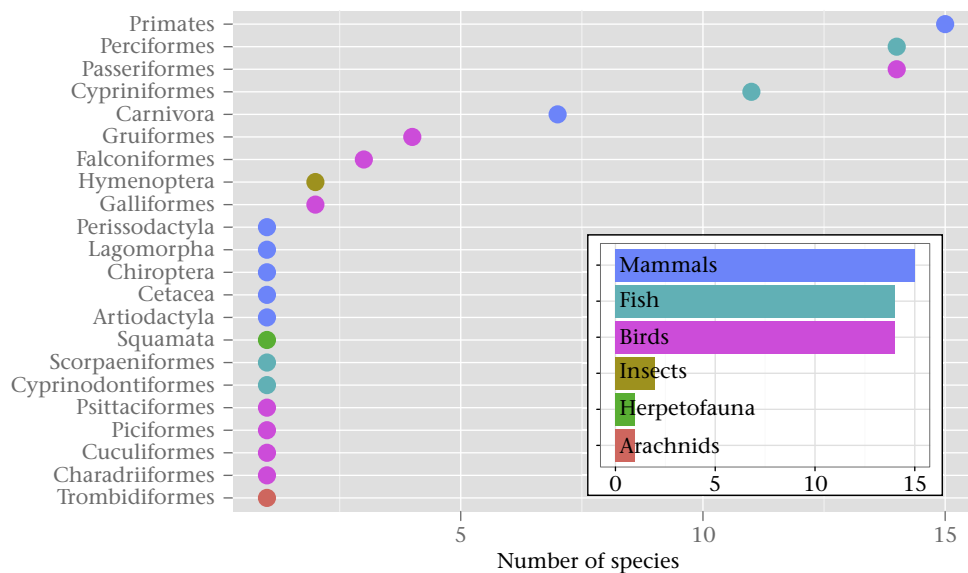 Primates
Perciformes
Passeriformes
Cypriniformes
Carnivora
Gruiformes
Falconiformes
Hymenoptera
Galliformes
Perissodactyla
Lagomorpha
Chiroptera
Cetacea
Artiodactyla
Squamata
Scorpaeniformes
Cyprinodontiformes
Psittaciformes
Piciformes
Cuculiformes
Charadriiformes
Trombidiformes
5 10 15
Number of species
Mammals
Fish
Birds
Insects
Herpetofauna
Arachnids
0 5 10 15